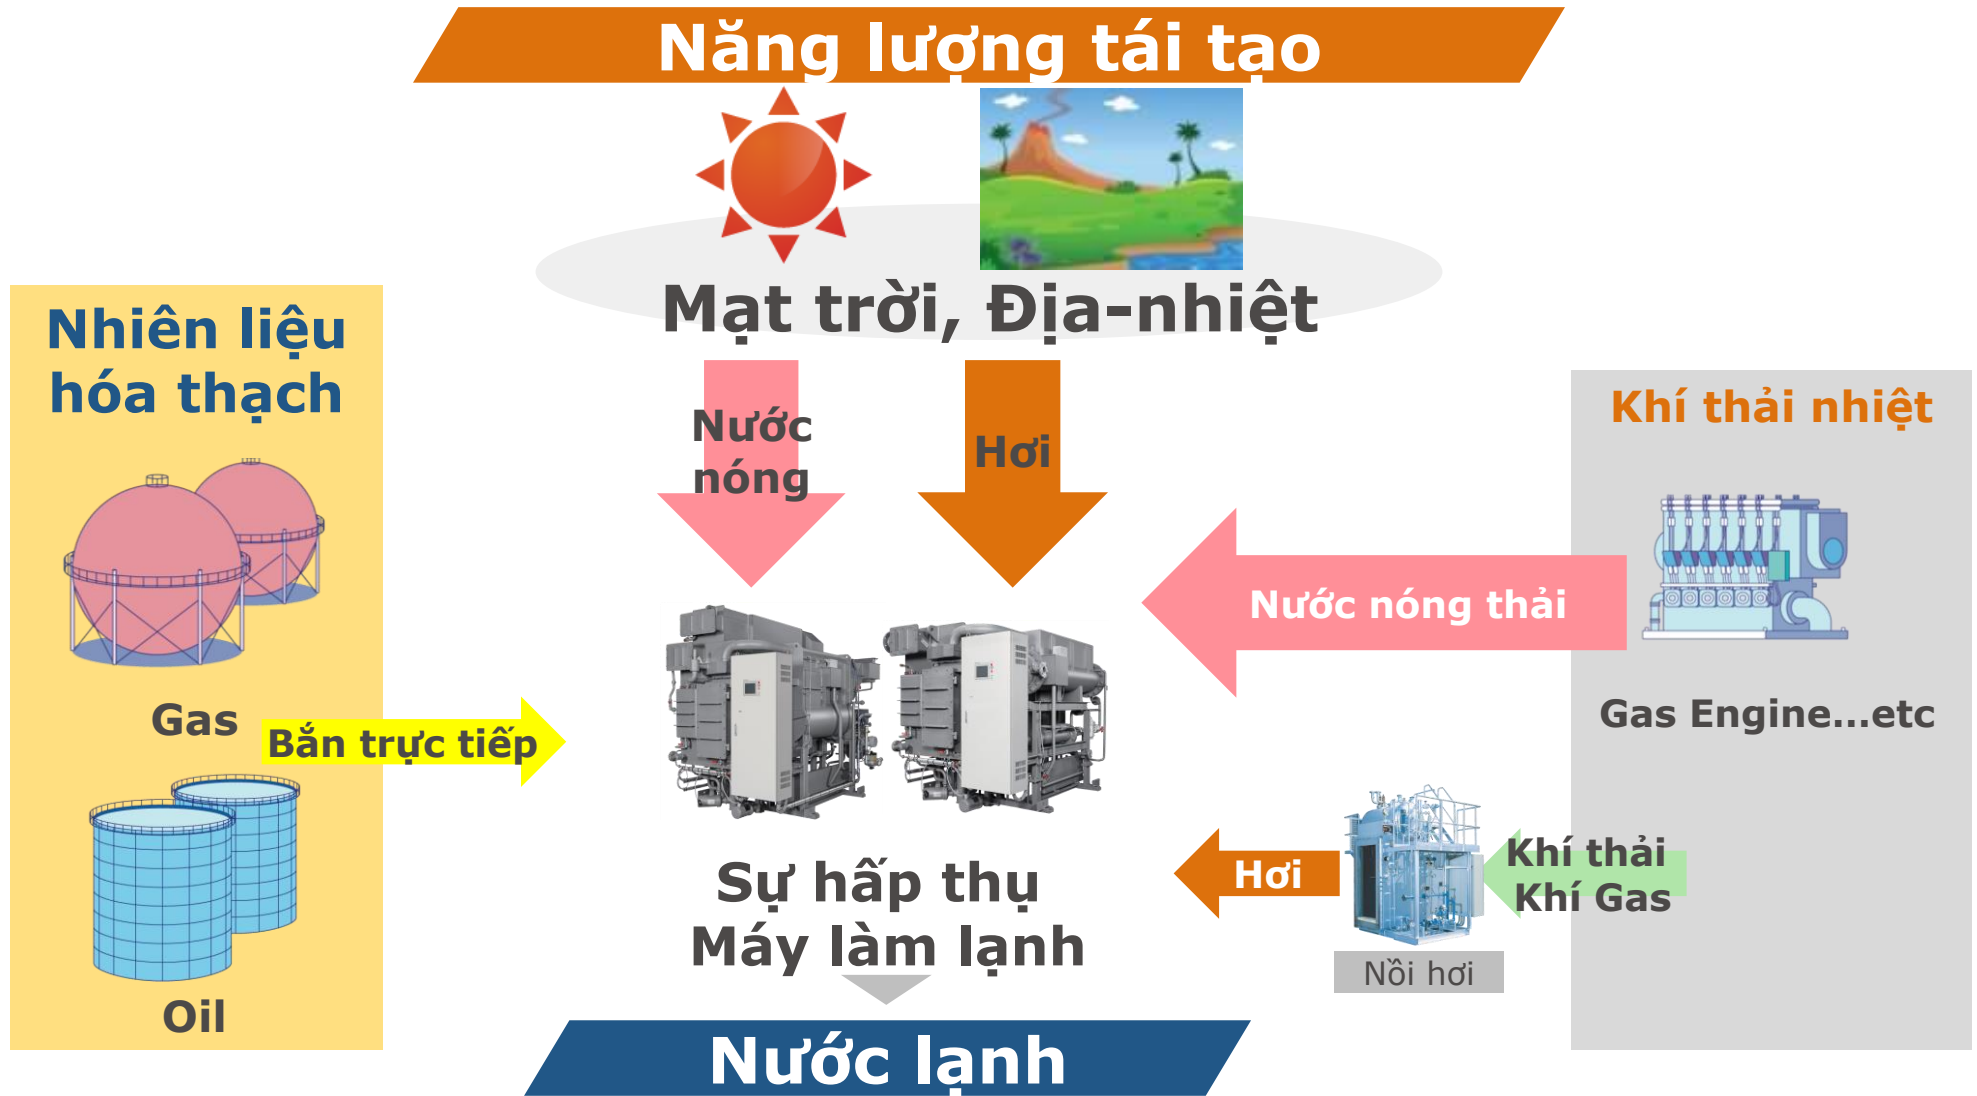 Năng lượng tái tạo
Mạt trời, Địa-nhiệt
Nhiên liệu
hóa thạch
Gas
Oil
Bắn trực tiếp
Nước
nóng
Hơi
Khí thải nhiệt
Nước nóng thải
Gas Engine...etc
Khí thải
Khí Gas
Hơi
Nồi hơi
Sự hấp thụ
Máy làm lạnh
Nước lạnh